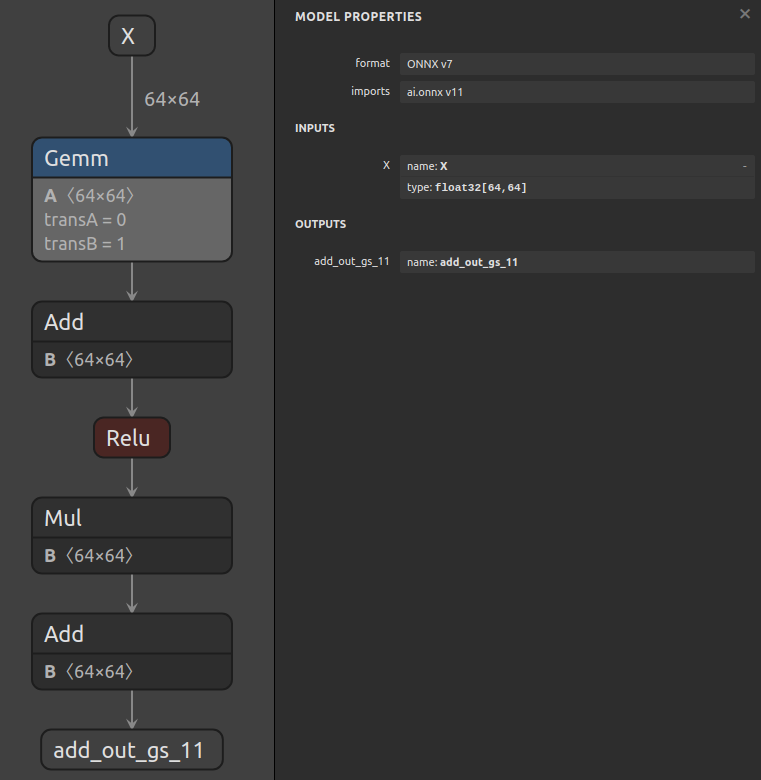 X
64×64
Gemm
A 〈64×64〉
transA = 0
transB = 1
Add
B 〈64×64〉
Relu
Mul
B 〈64×64〉
Add
B 〈64×64〉
add_out_gs_11
MODEL PROPERTIES
format ONNX v7
imports ai.onnx v11
INPUTS
X name: X -
type: float32[64,64]
OUTPUTS
add_out_gs_11 name: add_out_gs_11